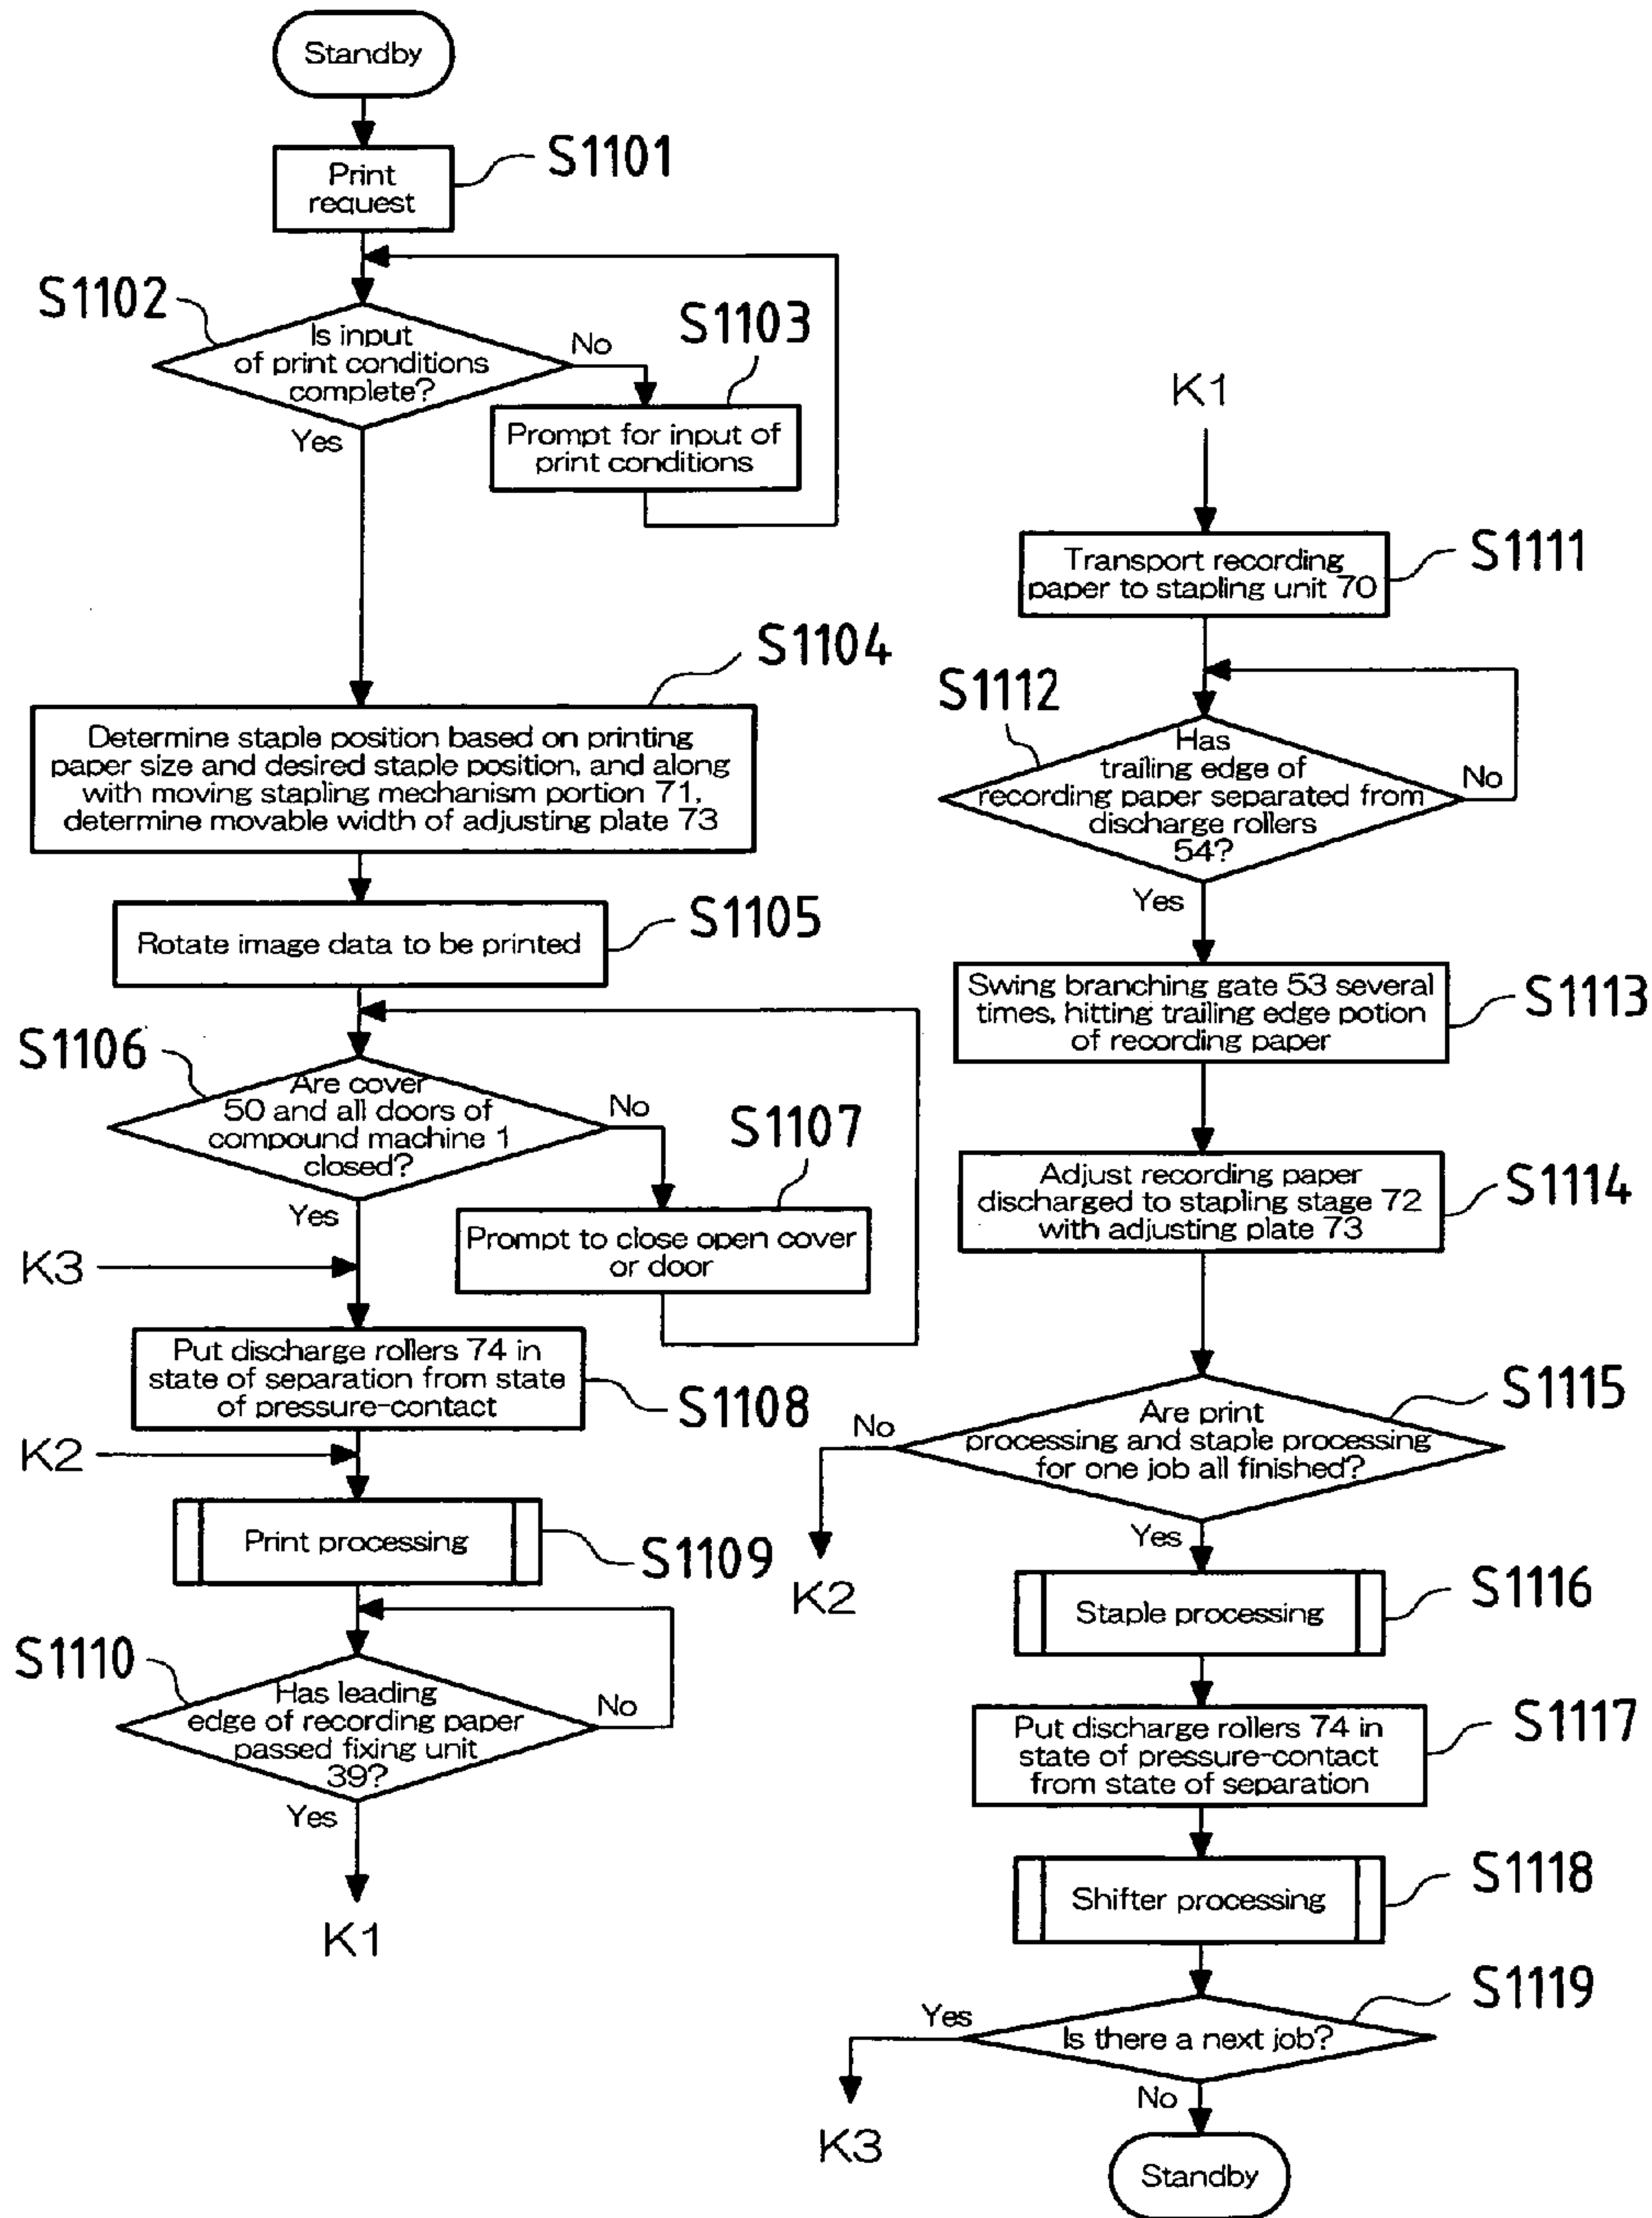 Standby
Print
request
S1101
S1102
Is input
of print conditions
complete?
No
Yes
S1103
Prompt for input of
print conditions
S1104
Determine staple position based on printing
paper size and desired staple position, and along
with moving stapling mechanism portion 71,
determine movable width of adjusting plate 73
Rotate image data to be printed
S1105
S1106
Are cover
50 and all doors of
compound machine 1
closed?
No
Yes
S1107
Prompt to close open cover
or door
K3
Put discharge rollers 74 in
state of separation from state
of pressure-contact
S1108
K2
Print processing
S1109
S1110
Has leading
edge of recording paper
passed fixing unit
39?
No
Yes
K1
K1
Transport recording
paper to stapling unit 70
S1111
S1112
Has
trailing edge of
recording paper separated from
discharge rollers
54?
No
Yes
Swing branching gate 53 several
times, hitting trailing edge potion
of recording paper
S1113
Adjust recording paper
discharged to stapling stage 72
with adjusting plate 73
S1114
S1115
Are print
processing and staple processing
for one job all finished?
No
Yes
K2
Staple processing
S1116
Put discharge rollers 74 in
state of pressure-contact
from state of separation
S1117
Shifter processing
S1118
S1119
Is there a next job?
Yes
No
K3
Standby